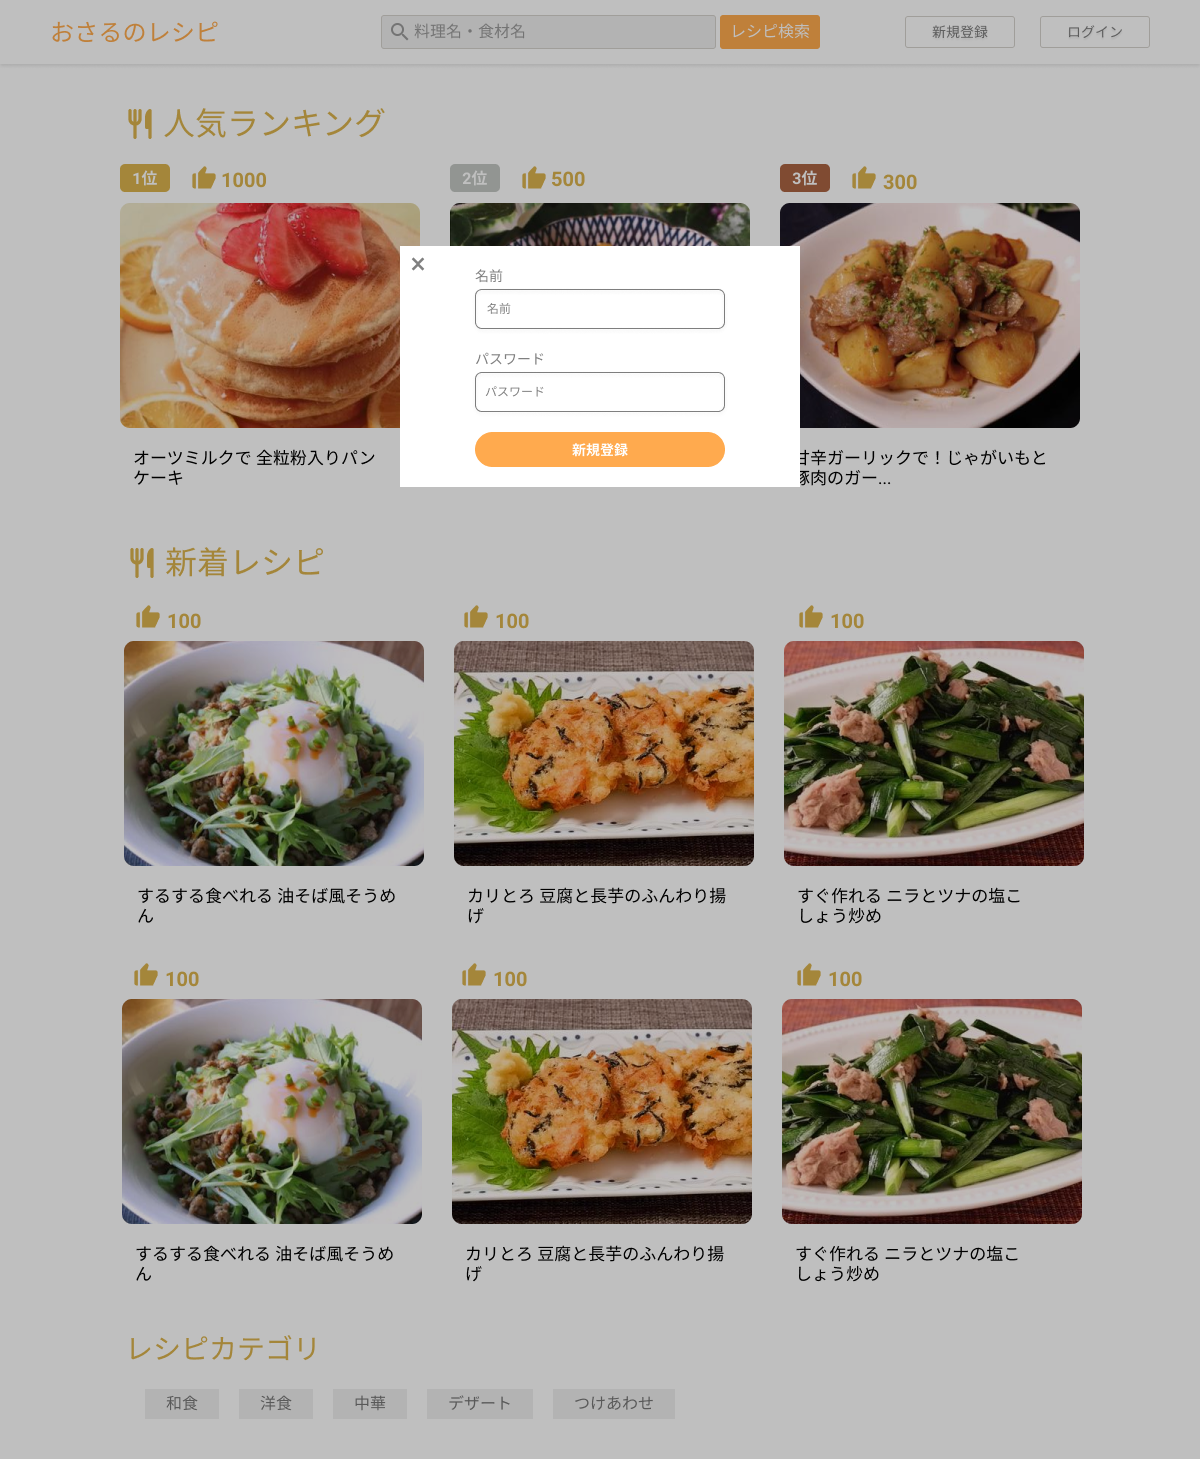 おさるのレシピ
料理名・食材名
レシピ検索
新規登録
ログイン
人気ランキング
1位
1000
2位
500
3位
300
名前
名前
パスワード
パスワード
新規登録
オーツミルクで 全粒粉入りパン
ケーキ
甘辛ガーリックで！じゃがいもと
豚肉のガー...
新着レシピ
100
100
100
するする食べれる 油そば風そうめ
ん
カリとろ 豆腐と長芋のふんわり揚
げ
すぐ作れる ニラとツナの塩こ
しょう炒め
100
100
100
するする食べれる 油そば風そうめ
ん
カリとろ 豆腐と長芋のふんわり揚
げ
すぐ作れる ニラとツナの塩こ
しょう炒め
レシピカテゴリ
和食
洋食
中華
デザート
つけあわせ